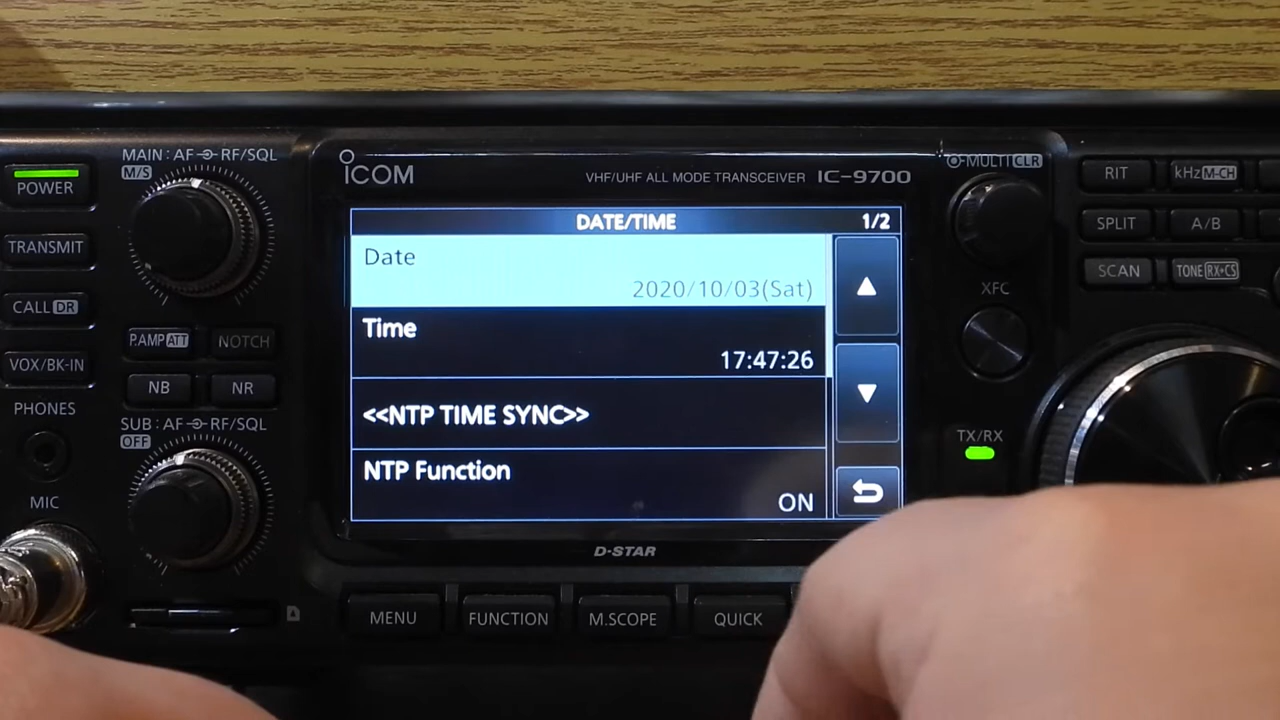 MAIN : AF RF/SQL
M/S
POWER
TRANSMIT
CALL DR
VOX/BK-IN
PHONES
MIC
P.AMP ATT
NOTCH
NB
NR
SUB : AF RF/SQL
OFF
ICOM
VHF/UHF ALL MODE TRANSCEIVER IC-9700
DATE/TIME 1/2
Date
2020/10/03(Sat)
Time
17:47:26
<<NTP TIME SYNC>>
NTP Function
ON
D-STAR
MENU
FUNCTION
M.SCOPE
QUICK
MULTI CLR
XFC
TX/RX
RIT
kHz M-CH
SPLIT
A/B
SCAN
TONE RX→CS